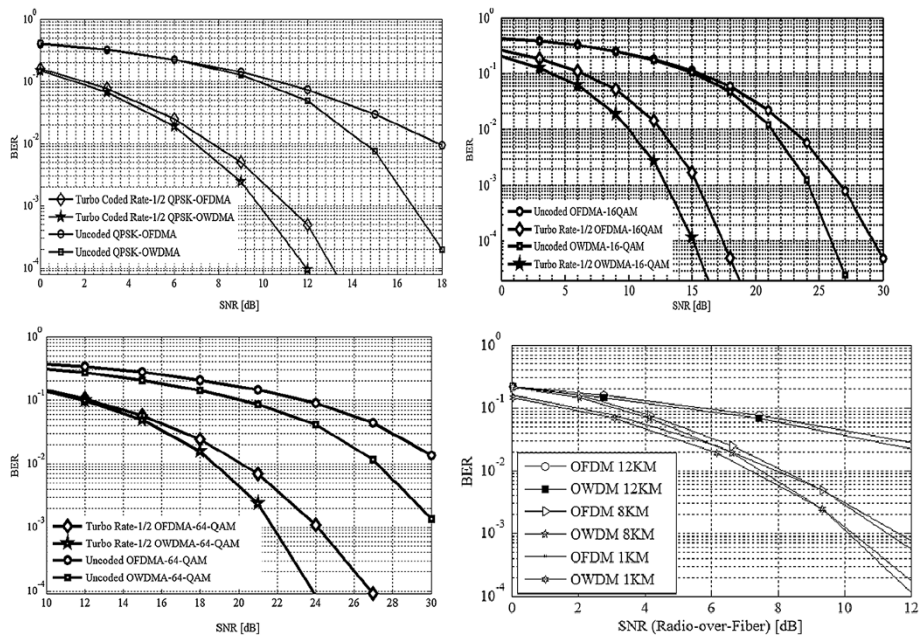 10^0
10^-1
10^-2
10^-3
10^-4
BER
0 2 4 6 8 10 12 14 16 18
SNR [dB]
Turbo Coded Rate-1/2 QPSK-OFDMA
Turbo Coded Rate-1/2 QPSK-OWDMA
Uncoded QPSK-OFDMA
Uncoded QPSK-OWDMA
10^0
10^-1
10^-2
10^-3
10^-4
BER
0 5 10 15 20 25 30
SNR [dB]
Uncoded OFDMA-16QAM
Turbo Rate-1/2 OFDMA-16QAM
Uncoded OWDMA-16-QAM
Turbo Rate-1/2 OWDMA-16-QAM
10^0
10^-1
10^-2
10^-3
10^-4
BER
10 12 14 16 18 20 22 24 26 28 30
SNR [dB]
Turbo Rate-1/2 OFDMA-64-QAM
Turbo Rate-1/2 OWDMA-64-QAM
Uncoded OFDMA-64-QAM
Uncoded OWDMA-64-QAM
10^0
10^-1
10^-2
10^-3
10^-4
BER
0 2 4 6 8 10 12
SNR (Radio-over-Fiber) [dB]
OFDM 12KM
OWDM 12KM
OFDM 8KM
OWDM 8KM
OFDM 1KM
OWDM 1KM